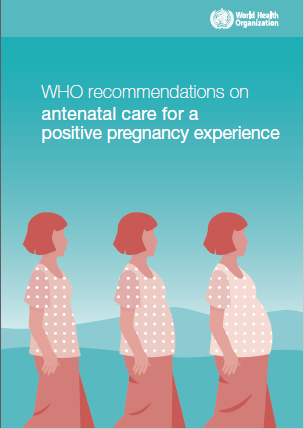 World Health
Organization
WHO recommendations on
antenatal care for a
positive pregnancy experience